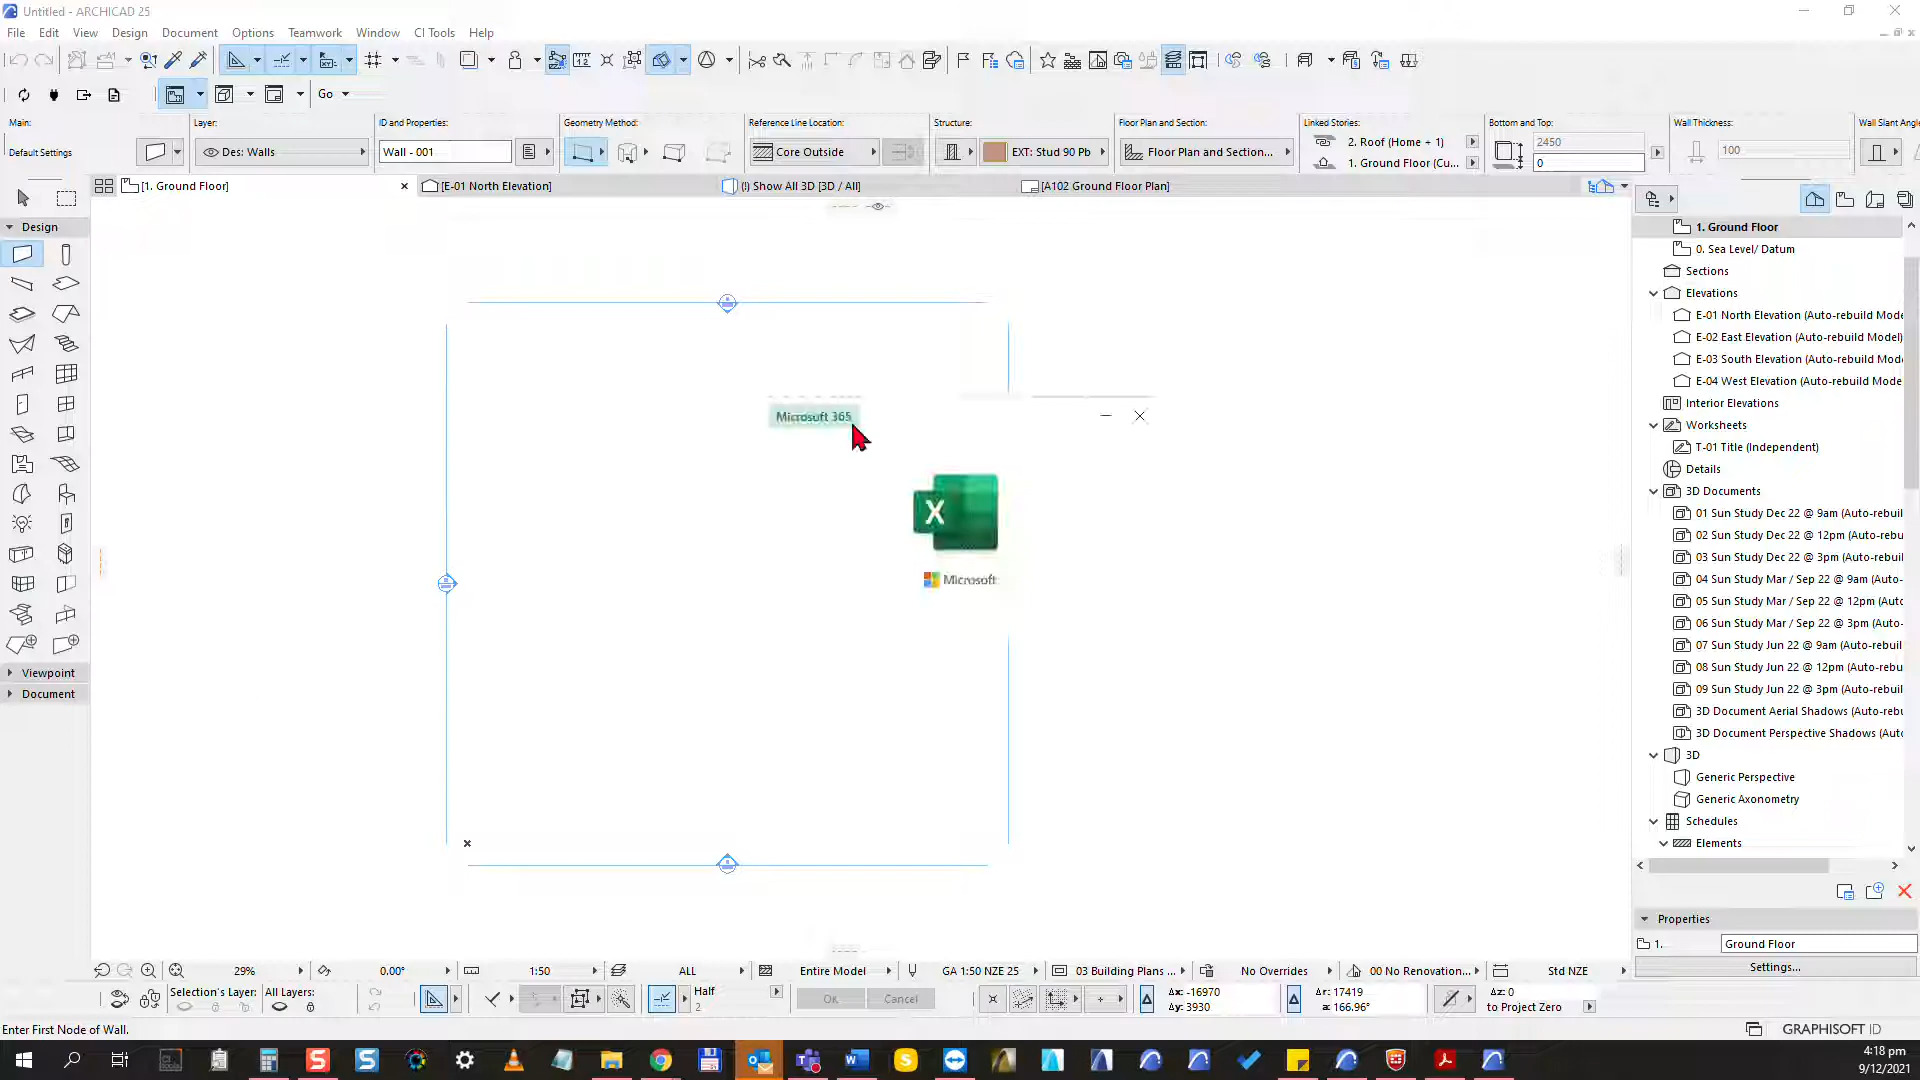 Untitled - ARCHICAD 25
File Edit View Design Document Options Teamwork Window CI Tools Help
Go
Main:
Default Settings
Layer:
Des: Walls
ID and Properties:
Wall - 001
Geometry Method:
Reference Line Location:
Core Outside
Structure:
EXT: Stud 90 Pb
Floor Plan and Section:
Floor Plan and Section...
Linked Stories:
2. Roof (Home + 1)
1. Ground Floor (Cu...
Bottom and Top:
2450
0
Wall Thickness:
100
Wall Slant Angle
[1. Ground Floor]
[E-01 North Elevation]
(!) Show All 3D [3D / All]
[A102 Ground Floor Plan]
Design
Viewpoint
Document
Microsoft 365
X
Microsoft
1. Ground Floor
0. Sea Level/ Datum
Sections
Elevations
E-01 North Elevation (Auto-rebuild Mode
E-02 East Elevation (Auto-rebuild Model)
E-03 South Elevation (Auto-rebuild Mode
E-04 West Elevation (Auto-rebuild Mode
Interior Elevations
Worksheets
T-01 Title (Independent)
Details
3D Documents
01 Sun Study Dec 22 @ 9am (Auto-rebuil
02 Sun Study Dec 22 @ 12pm (Auto-rebu
03 Sun Study Dec 22 @ 3pm (Auto-rebuil
04 Sun Study Mar / Sep 22 @ 9am (Auto-
05 Sun Study Mar / Sep 22 @ 12pm (Auto
06 Sun Study Mar / Sep 22 @ 3pm (Auto-
07 Sun Study Jun 22 @ 9am (Auto-rebuil
08 Sun Study Jun 22 @ 12pm (Auto-rebu
09 Sun Study Jun 22 @ 3pm (Auto-rebuil
3D Document Aerial Shadows (Auto-rebu
3D Document Perspective Shadows (Aut
3D
Generic Perspective
Generic Axonometry
Schedules
Elements
Properties
1.
Ground Floor
Settings...
29%
0.00°
1:50
ALL
Entire Model
GA 1:50 NZE 25
03 Building Plans ...
No Overrides
00 No Renovation...
Std NZE
Selection's Layer:
All Layers:
Half
2
OK
Cancel
Δx: -16970
Δy: 3930
Δr: 17419
a: 166.96°
Δz: 0
to Project Zero
Enter First Node of Wall.
GRAPHISOFT ID
4:18 pm
9/12/2021